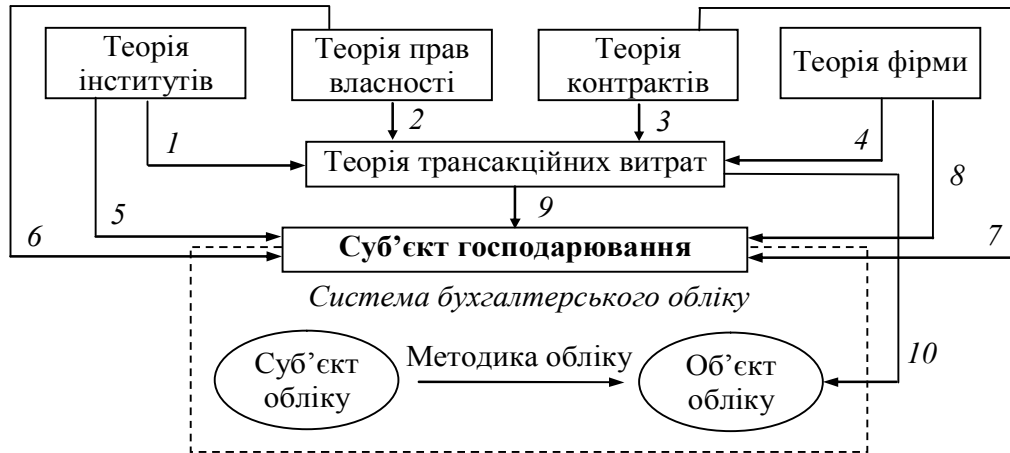 Теорія
інститутів
Теорія прав
власності
Теорія
контрактів
Теорія фірми
1
2
3
4
Теорія трансакційних витрат
5
6
9
8
7
Суб’єкт господарювання
Система бухгалтерського обліку
Суб’єкт
обліку
Методика обліку
Об’єкт
обліку
10